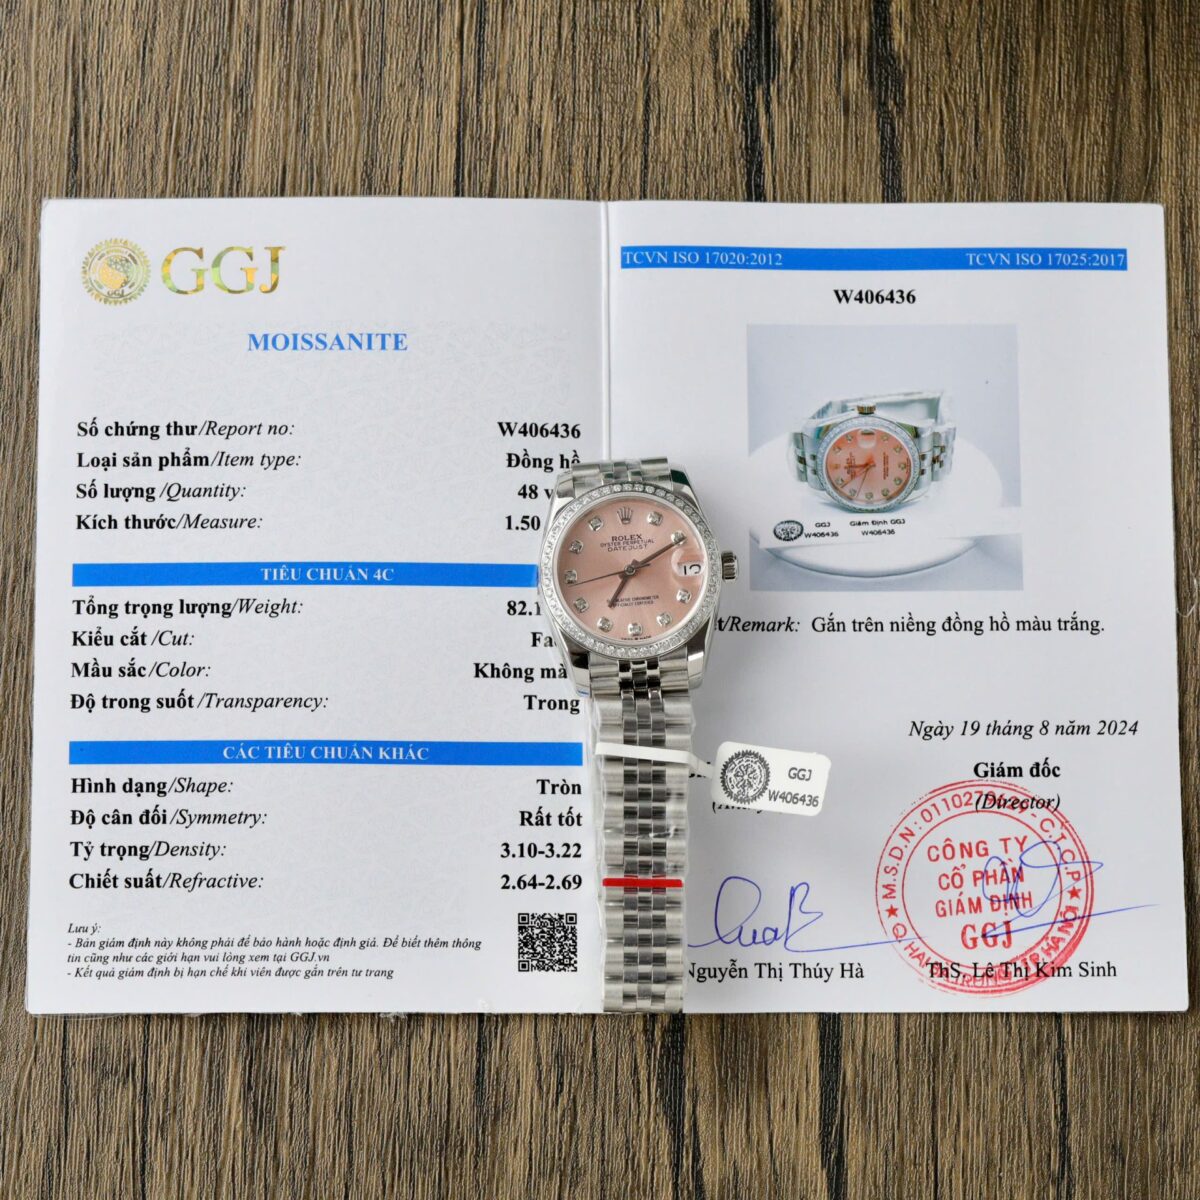 GGJ
MOISSANITE
Số chứng thư/Report no: W406436
Loại sản phẩm/Item type: Đồng hồ
Số lượng /Quantity: 48
Kích thước/Measure: 1.50
TIÊU CHUẨN 4C
Tổng trọng lượng/Weight:
Kiểu cắt /Cut:
Mầu sắc/Color: Không
Độ trong suốt /Transparency: Trong
CÁC TIÊU CHUẨN KHÁC
Hình dạng/Shape: Tròn
Độ cân đối /Symmetry: Rất tốt
Tỷ trọng/Density: 3.10-3.22
Chiết suất/Refractive: 2.64-2.69
Lưu ý:
- Bản giám định này không phải để bảo hành hoặc định giá. Để biết thêm thông
tin cũng như các giới hạn vui lòng xem tại GGJ.vn
- Kết quả giám định bị hạn chế khi viên được gắn trên tư trang
ROLEX
OYSTER PERPETUAL
DATEJUST
SUPERLATIVE CHRONOMETER
OFFICIALLY CERTIFIED
GGJ
W406436
TCVN ISO 17020:2012 TCVN ISO 17025:2017
W406436
GGJ
W406436
Giám Định GGJ
W406436
/Remark: Gắn trên niềng đồng hồ màu trắng.
Ngày 19 tháng 8 năm 2024
Giám đốc
(Director)
CÔNG TY
CỔ PHẦN
GIÁM ĐỊNH
GGJ
Nguyễn Thị Thúy Hà
ThS. Lê Thị Kim Sinh